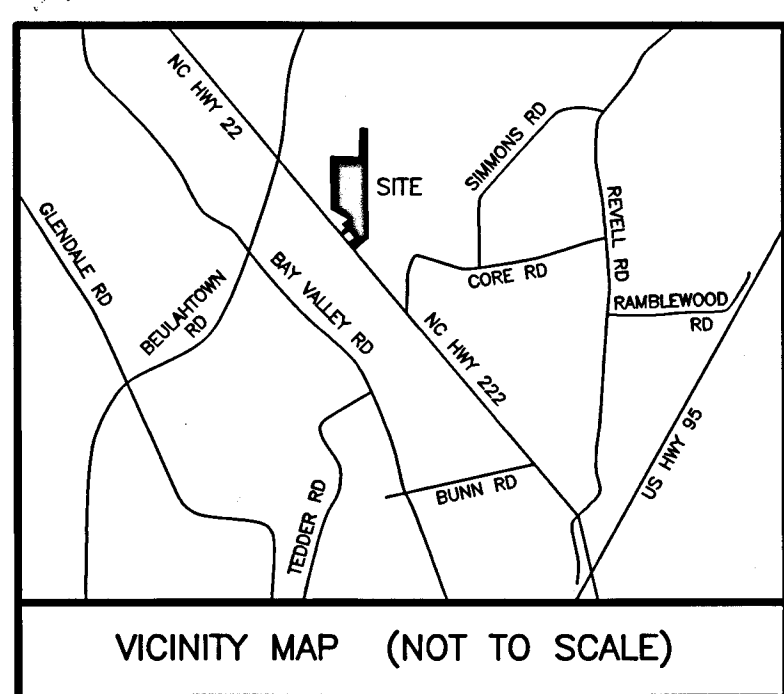 NC HWY 22
SIMMONS RD
SITE
GLENDALE RD
REVELL RD
BEULAHTOWN
RD
BAY VALLEY RD
CORE RD
RAMBLEWOOD
RD
NC HWY 222
US HWY 95
TEDDER RD
BUNN RD
VICINITY MAP (NOT TO SCALE)